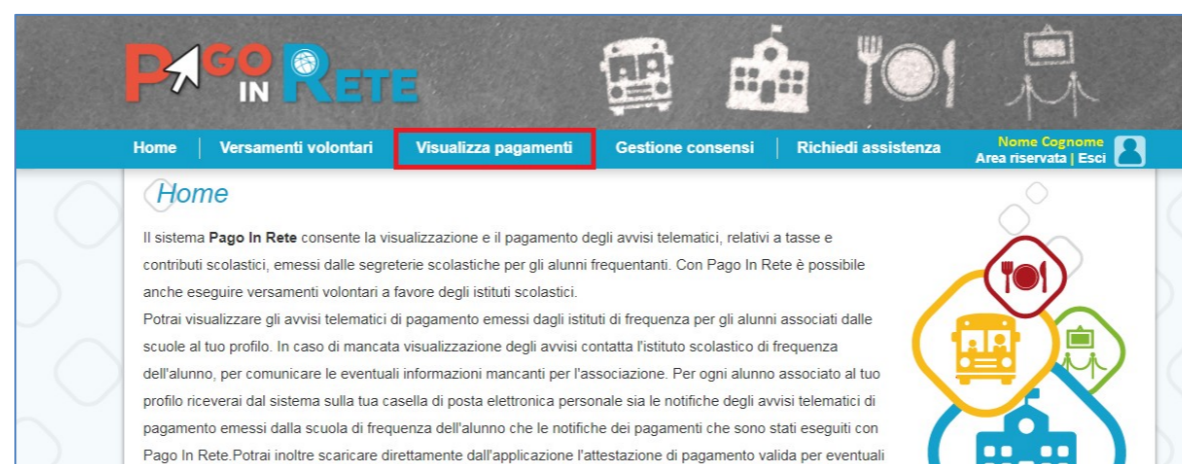 PAGO
IN RETE
Home
Versamenti volontari
Visualizza pagamenti
Gestione consensi
Richiedi assistenza
Nome Cognome
Area riservata | Esci
Home
Il sistema Pago In Rete consente la visualizzazione e il pagamento degli avvisi telematici, relativi a tasse e
contributi scolastici, emessi dalle segreterie scolastiche per gli alunni frequentanti. Con Pago In Rete è possibile
anche eseguire versamenti volontari a favore degli istituti scolastici.
Potrai visualizzare gli avvisi telematici di pagamento emessi dagli istituti di frequenza per gli alunni associati dalle
scuole al tuo profilo. In caso di mancata visualizzazione degli avvisi contatta l'istituto scolastico di frequenza
dell'alunno, per comunicare le eventuali informazioni mancanti per l'associazione. Per ogni alunno associato al tuo
profilo riceverai dal sistema sulla tua casella di posta elettronica personale sia le notifiche degli avvisi telematici di
pagamento emessi dalla scuola di frequenza dell'alunno che le notifiche dei pagamenti che sono stati eseguiti con
Pago In Rete.Potrai inoltre scaricare direttamente dall'applicazione l'attestazione di pagamento valida per eventuali